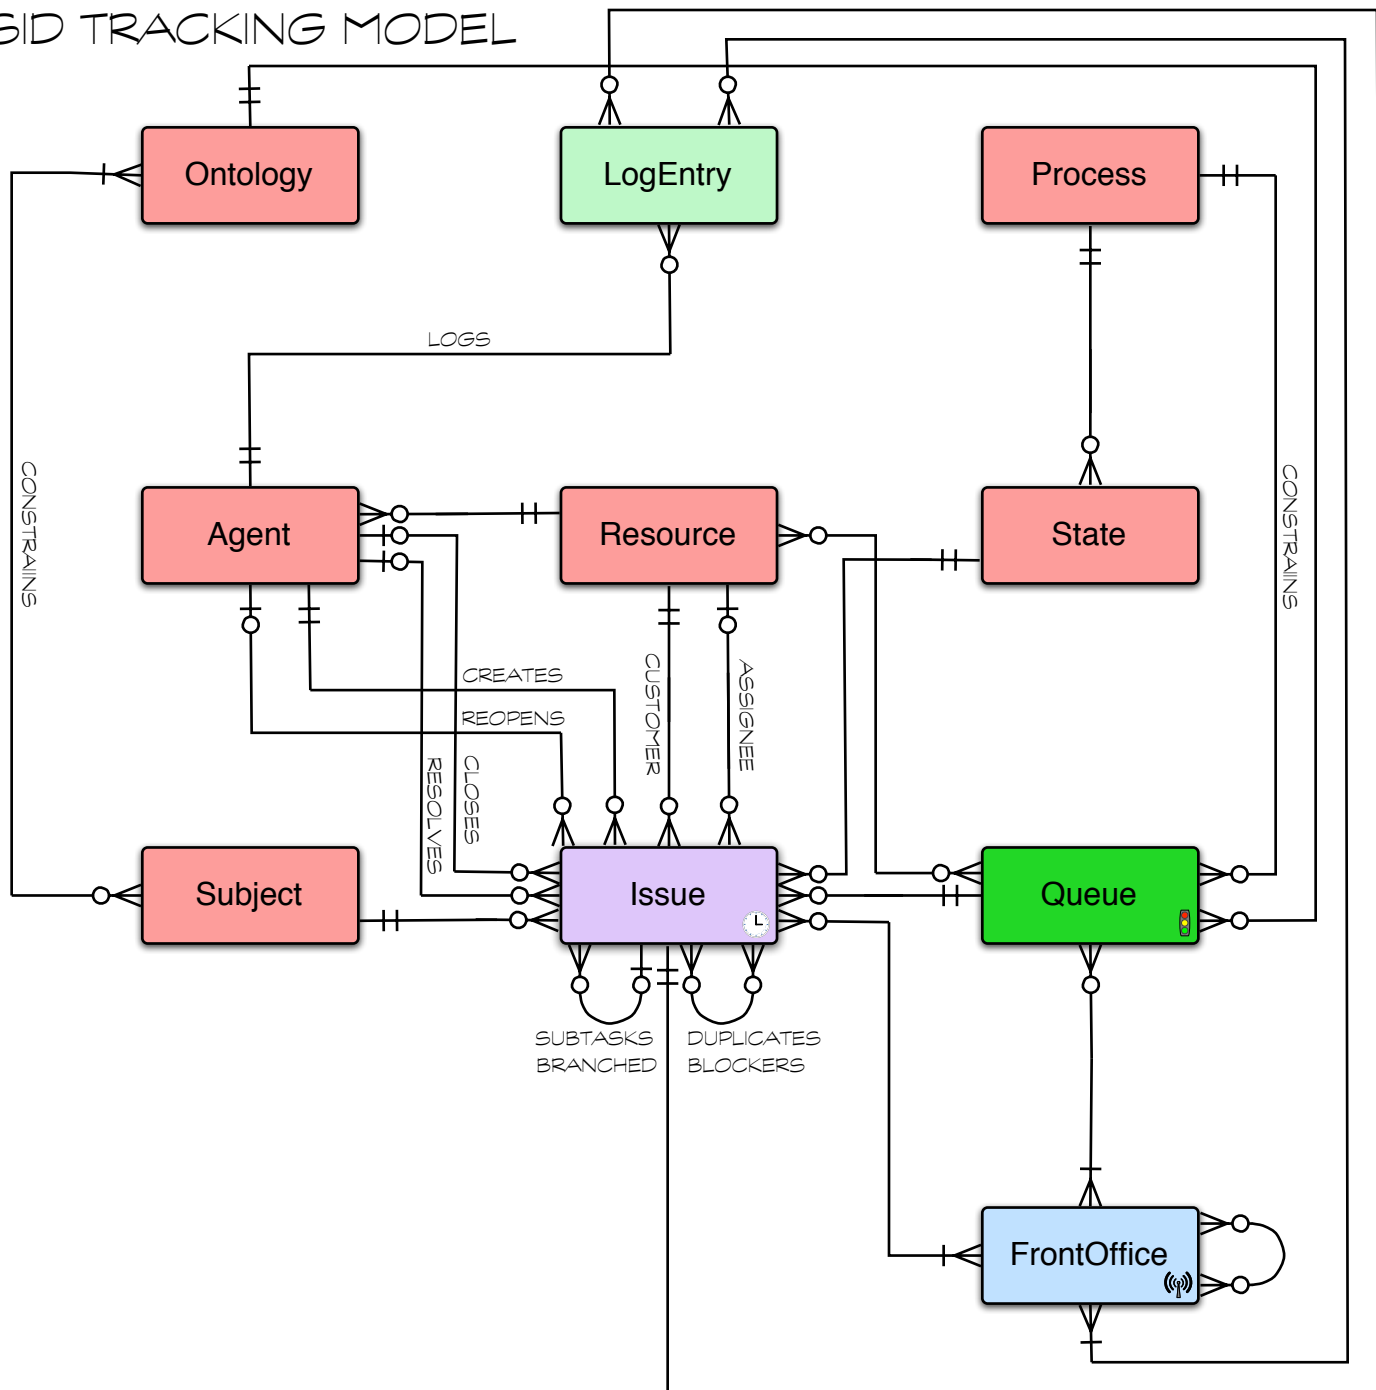 SID TRACKING MODEL
Ontology
LogEntry
Process
LOGS
CONSTRAINS
CONSTRAINS
Agent
Resource
State
CREATES
REOPENS
CUSTOMER
ASSIGNEE
RESOLVES
CLOSES
Subject
Issue
Queue
SUBTASKS
BRANCHED
DUPLICATES
BLOCKERS
FrontOffice